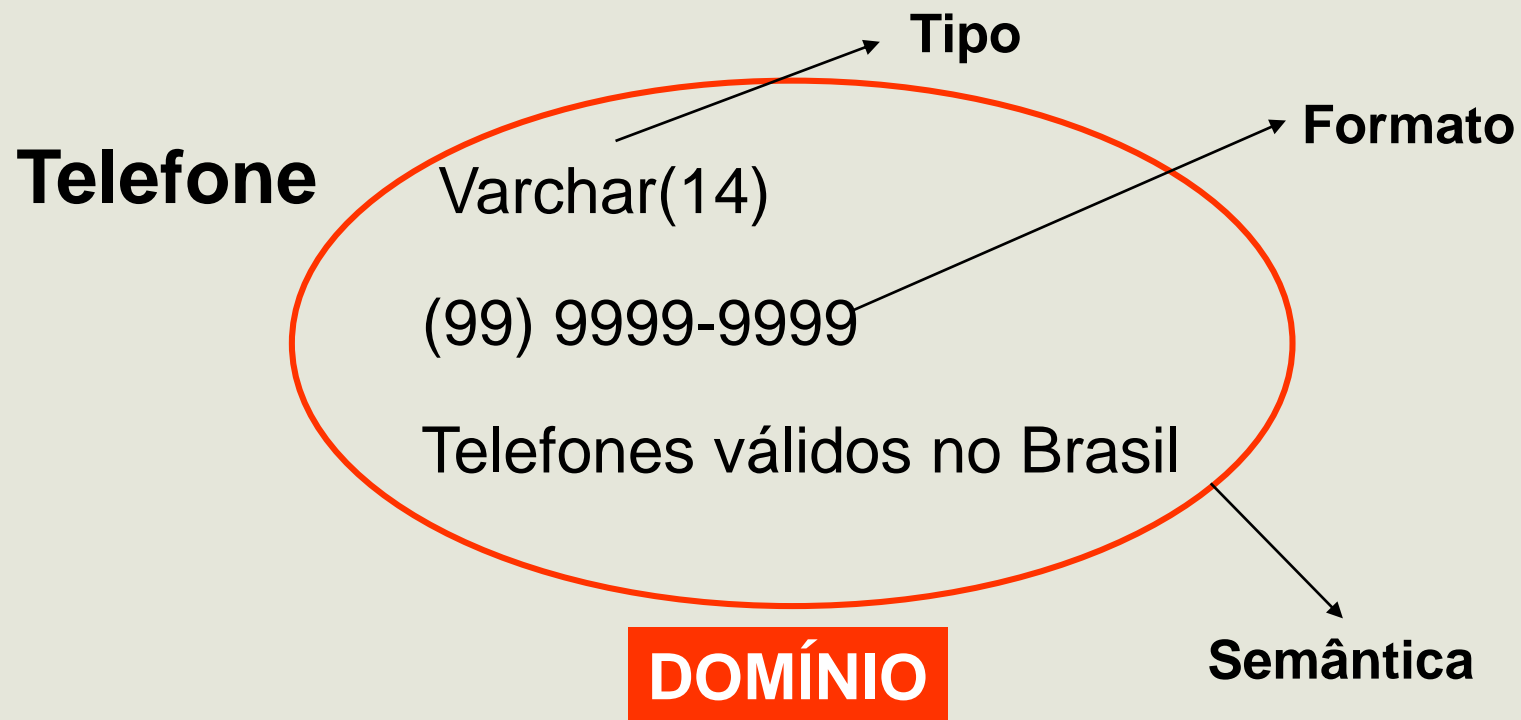 Tipo
Formato
Telefone
Varchar(14)
(99) 9999-9999
Telefones válidos no Brasil
Semântica
DOMÍNIO